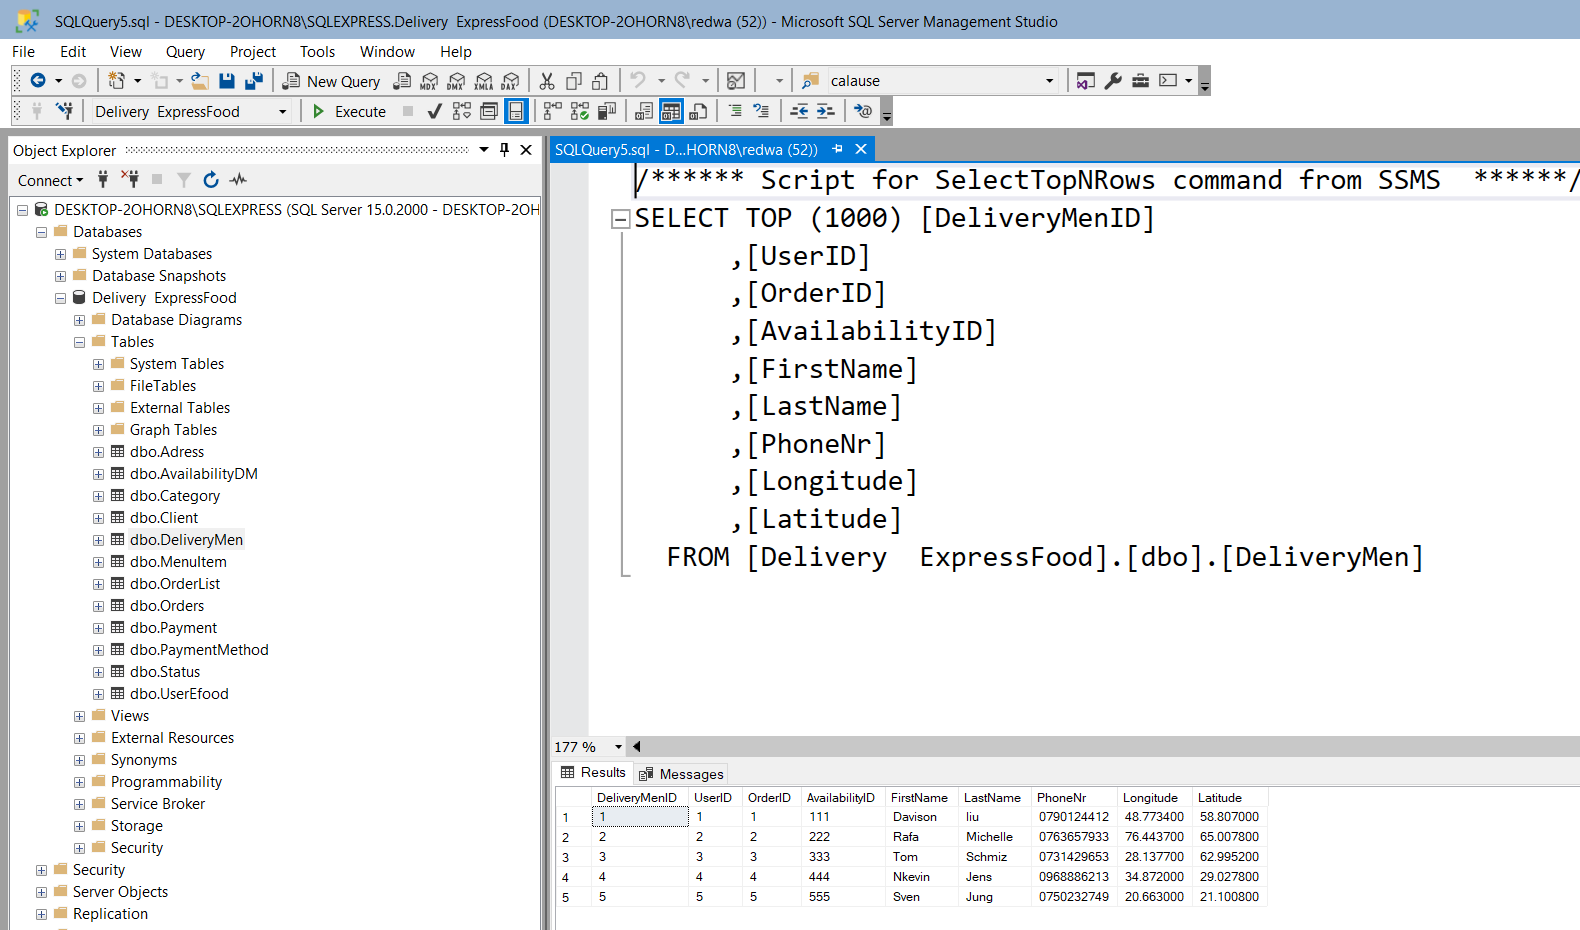 SQLQuery5.sql - DESKTOP-2OHORN8\SQLEXPRESS.Delivery  ExpressFood (DESKTOP-2OHORN8\redwa (52)) - Microsoft SQL Server Management Studio
File Edit View Query Project Tools Window Help
New Query MDX DMX XMLA DAX calause
Delivery  ExpressFood Execute
Object Explorer
Connect
DESKTOP-2OHORN8\SQLEXPRESS (SQL Server 15.0.2000 - DESKTOP-2OH
Databases
System Databases
Database Snapshots
Delivery  ExpressFood
Database Diagrams
Tables
System Tables
FileTables
External Tables
Graph Tables
dbo.Adress
dbo.AvailabilityDM
dbo.Category
dbo.Client
dbo.DeliveryMen
dbo.MenuItem
dbo.OrderList
dbo.Orders
dbo.Payment
dbo.PaymentMethod
dbo.Status
dbo.UserEfood
Views
External Resources
Synonyms
Programmability
Service Broker
Storage
Security
Security
Server Objects
Replication
SQLQuery5.sql - D...HORN8\redwa (52))
/****** Script for SelectTopNRows command from SSMS  ******/
SELECT TOP (1000) [DeliveryMenID]
,[UserID]
,[OrderID]
,[AvailabilityID]
,[FirstName]
,[LastName]
,[PhoneNr]
,[Longitude]
,[Latitude]
FROM [Delivery  ExpressFood].[dbo].[DeliveryMen]
177 %
Results Messages
DeliveryMenID UserID OrderID AvailabilityID FirstName LastName PhoneNr Longitude Latitude
1 1 1 1 111 Davison liu 0790124412 48.773400 58.807000
2 2 2 2 222 Rafa Michelle 0763657933 76.443700 65.007800
3 3 3 3 333 Tom Schmiz 0731429653 28.137700 62.995200
4 4 4 4 444 Nkevin Jens 0968886213 34.872000 29.027800
5 5 5 5 555 Sven Jung 0750232749 20.663000 21.100800